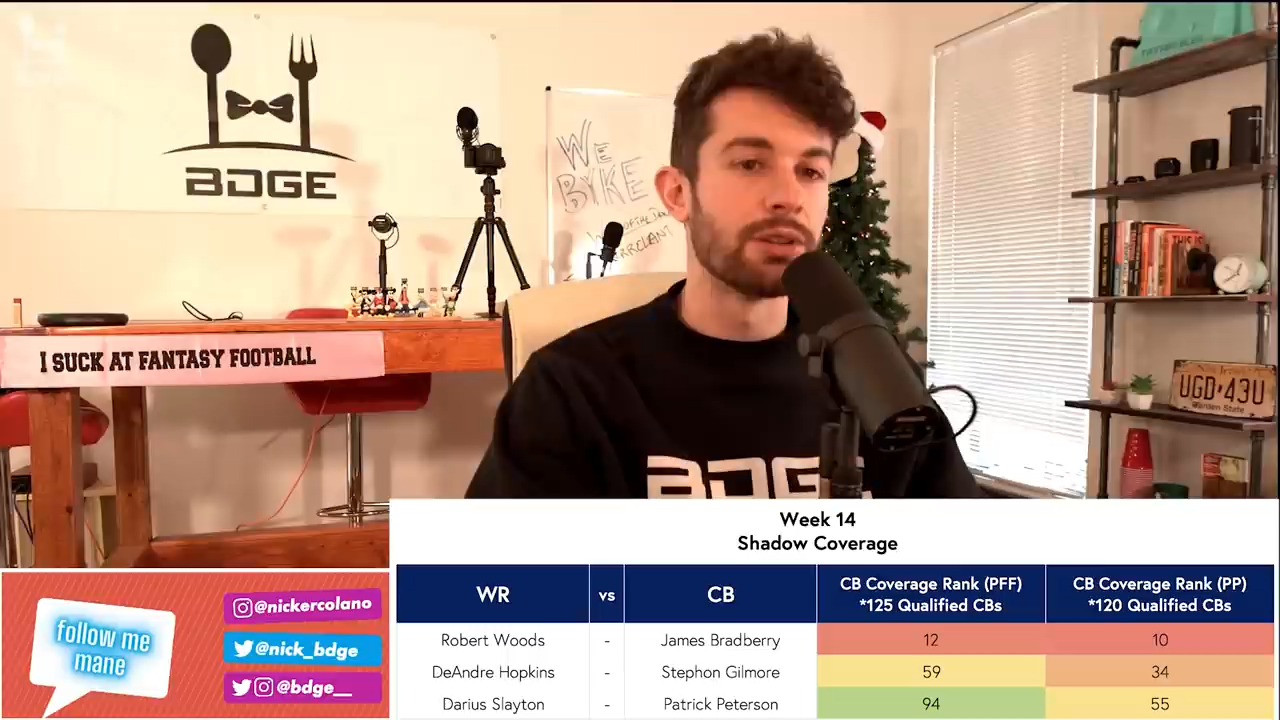 BDGE
WE
BYKE
I SUCK AT FANTASY FOOTBALL
UGD•43U
Garden State
BDGE
follow me
mane
@nickercolano
@nick_bdge
@bdge__
Week 14
Shadow Coverage
WR vs CB CB Coverage Rank (PFF) *125 Qualified CBs CB Coverage Rank (PP) *120 Qualified CBs
Robert Woods - James Bradberry 12 10
DeAndre Hopkins - Stephon Gilmore 59 34
Darius Slayton - Patrick Peterson 94 55